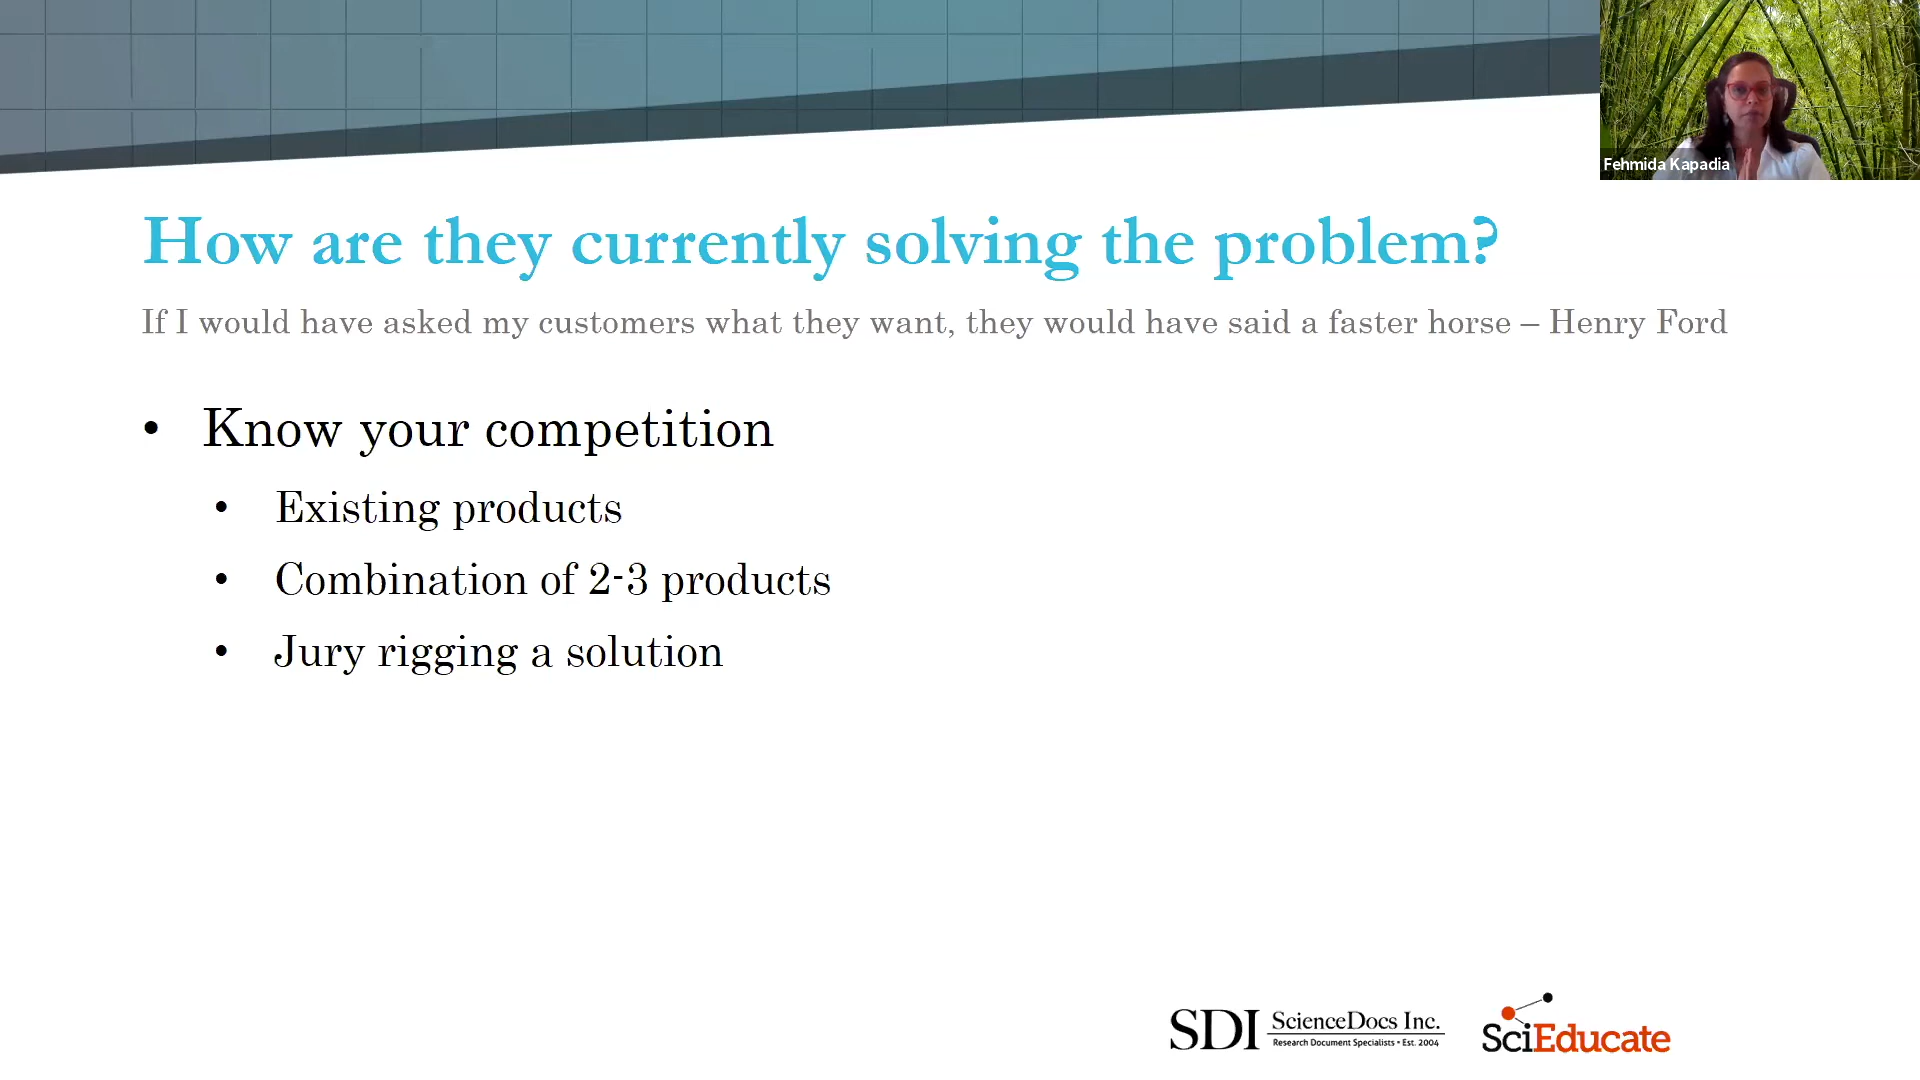 Fehmida Kapadia
How are they currently solving the problem?
If I would have asked my customers what they want, they would have said a faster horse – Henry Ford
• Know your competition
• Existing products
• Combination of 2-3 products
• Jury rigging a solution
SDI ScienceDocs Inc.
Research Document Specialists • Est. 2004
SciEducate